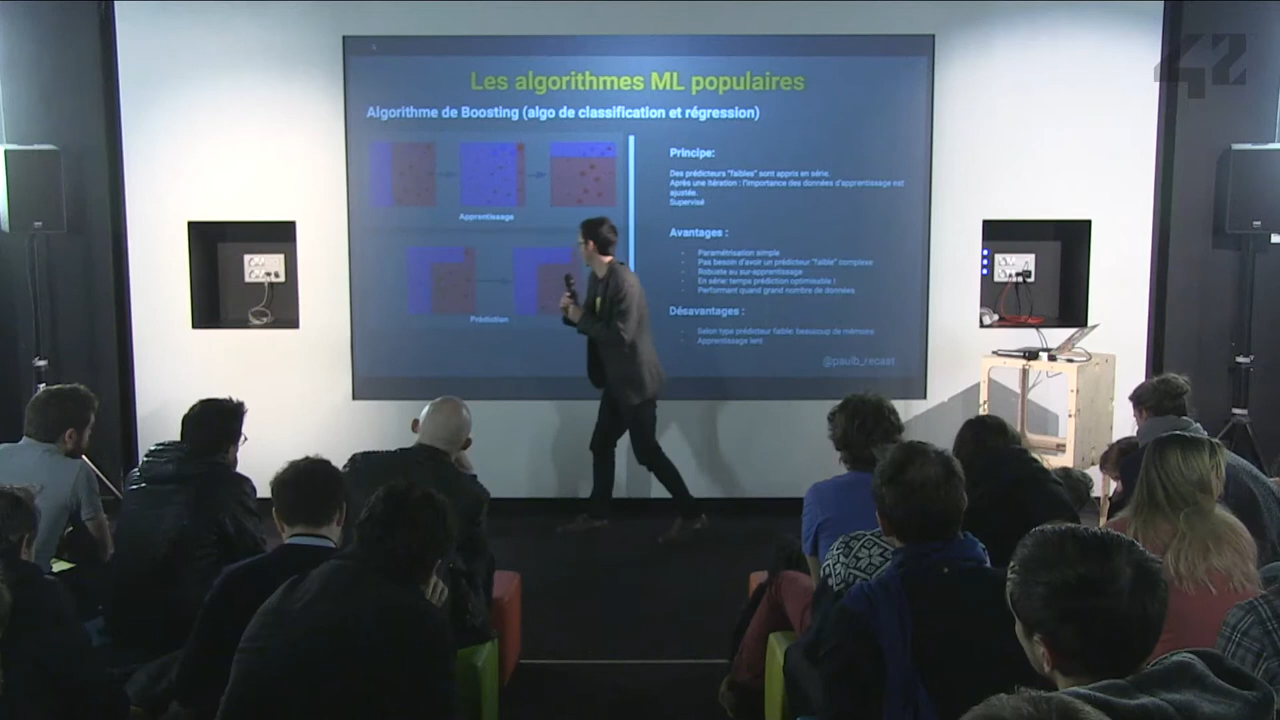 42
Les algorithmes ML populaires
Algorithme de Boosting (algo de classification et régression)
Apprentissage
Prédiction
Principe:
Des prédicteurs "faibles" sont appris en série.
Après une itération : l'importance des données d'apprentissage est
ajustée.
Supervisé
Avantages :
- Paramétrisation simple
- Pas besoin d'avoir un prédicteur "faible" complexe
- Robuste au sur-apprentissage
- En série: temps prédiction optimisable !
- Performant quand grand nombre de données
Désavantages :
- Selon type prédicteur faible: beaucoup de mémoire
- Apprentissage lent
@paulb_recast